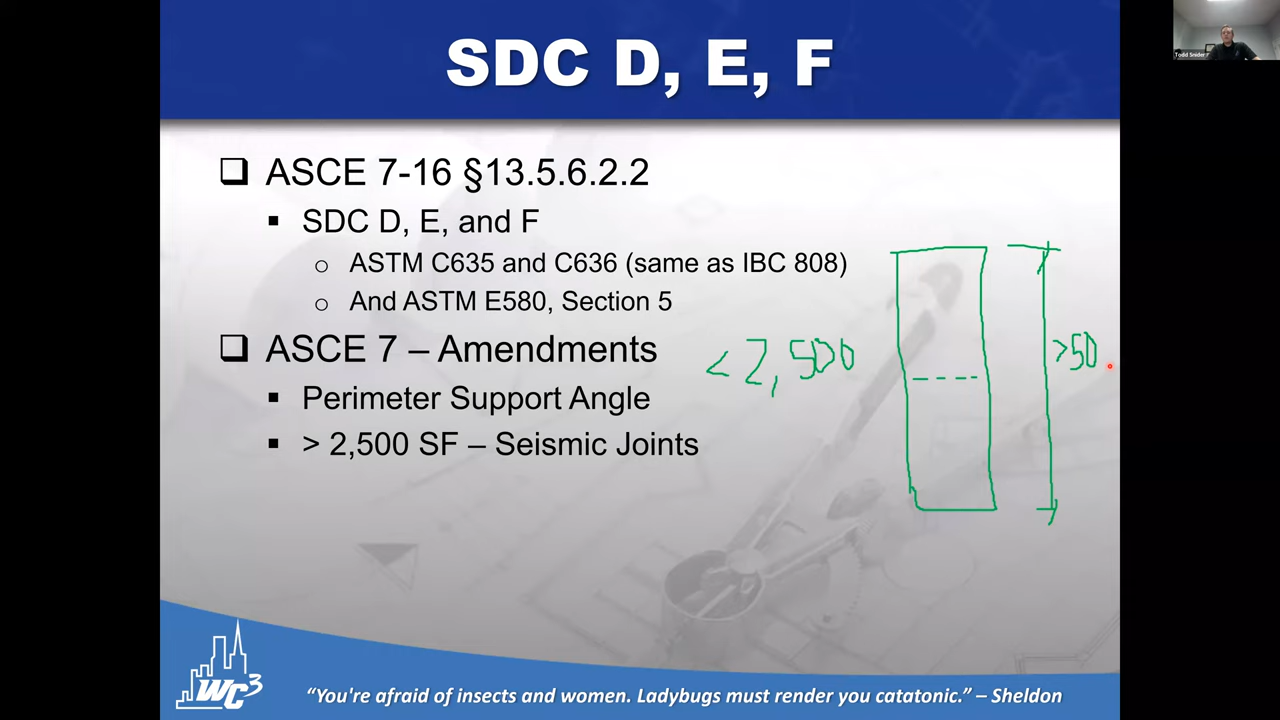 SDC D, E, F
Todd Snider
ASCE 7-16 §13.5.6.2.2
SDC D, E, and F
ASTM C635 and C636 (same as IBC 808)
And ASTM E580, Section 5
ASCE 7 – Amendments
< 2,500
>50
Perimeter Support Angle
> 2,500 SF – Seismic Joints
WC3
“You're afraid of insects and women. Ladybugs must render you catatonic.” – Sheldon